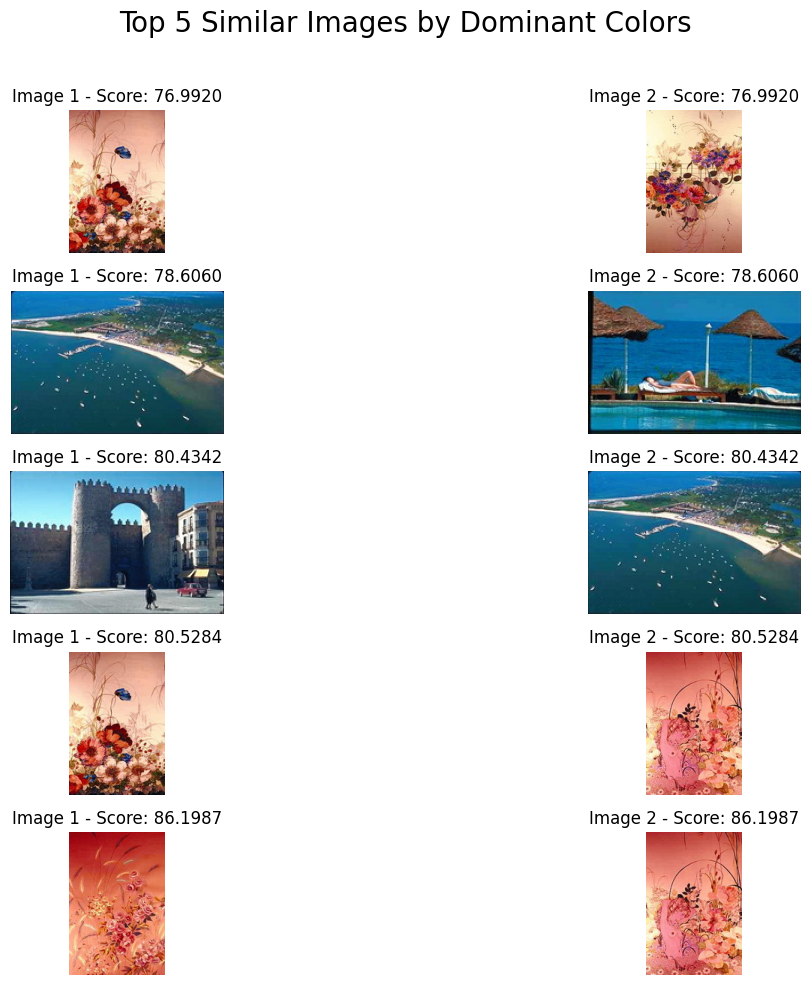 Top 5 Similar Images by Dominant Colors
Image 1 - Score: 76.9920
Image 2 - Score: 76.9920
Image 1 - Score: 78.6060
Image 2 - Score: 78.6060
Image 1 - Score: 80.4342
Image 2 - Score: 80.4342
Image 1 - Score: 80.5284
Image 2 - Score: 80.5284
Image 1 - Score: 86.1987
Image 2 - Score: 86.1987